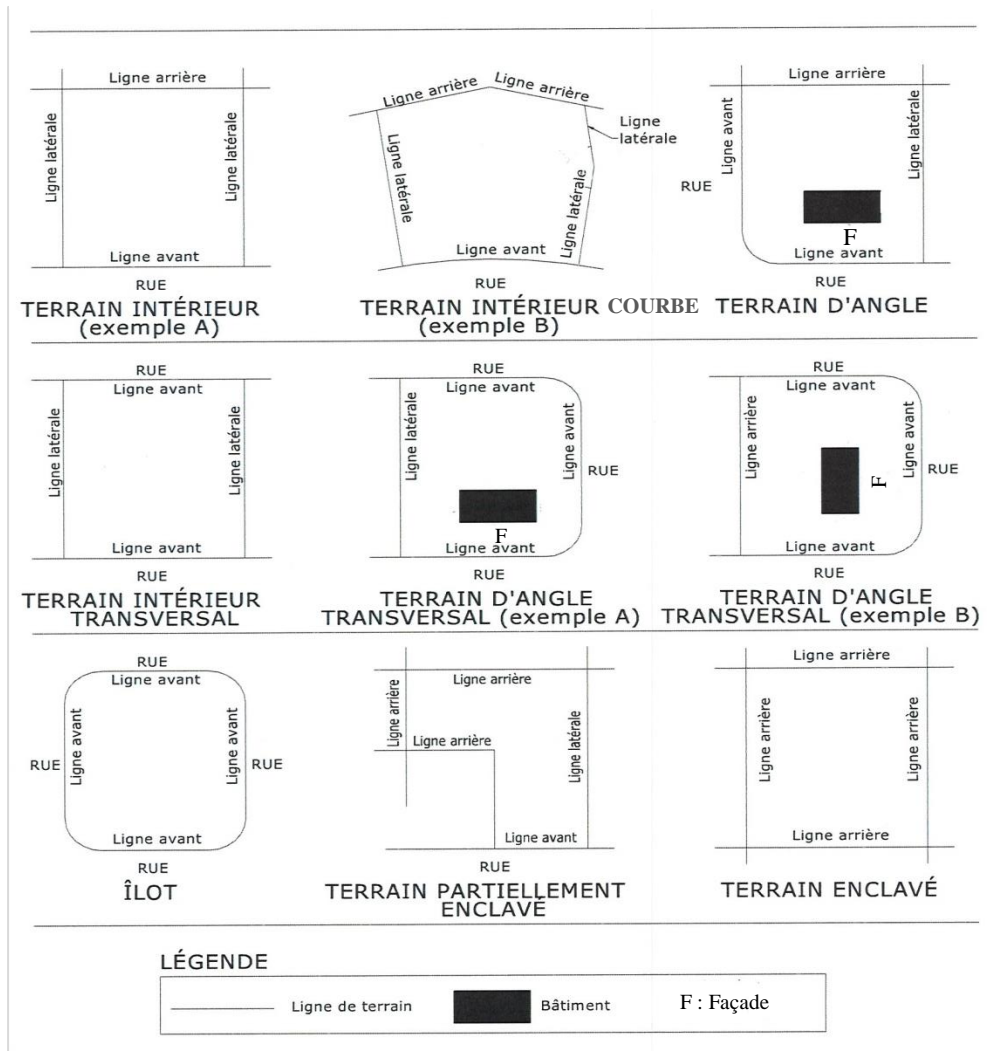 Ligne arrière
Ligne latérale
Ligne latérale
Ligne avant
RUE
TERRAIN INTÉRIEUR
(exemple A)
Ligne arrière
Ligne arrière
Ligne latérale
Ligne
latérale
Ligne latérale
Ligne avant
RUE
TERRAIN INTÉRIEUR COURBE
(exemple B)
Ligne arrière
Ligne avant
Ligne latérale
RUE
F
Ligne avant
RUE
TERRAIN D'ANGLE
RUE
Ligne avant
Ligne latérale
Ligne latérale
Ligne avant
RUE
TERRAIN INTÉRIEUR
TRANSVERSAL
RUE
Ligne avant
Ligne latérale
Ligne avant
RUE
F
Ligne avant
RUE
TERRAIN D'ANGLE
TRANSVERSAL (exemple A)
RUE
Ligne avant
Ligne arrière
Ligne avant
F
RUE
Ligne avant
RUE
TERRAIN D'ANGLE
TRANSVERSAL (exemple B)
RUE
Ligne avant
RUE
Ligne avant
Ligne avant
RUE
Ligne avant
RUE
ÎLOT
Ligne arrière
Ligne arrière
Ligne arrière
Ligne latérale
Ligne avant
RUE
TERRAIN PARTIELLEMENT
ENCLAVÉ
Ligne arrière
Ligne arrière
Ligne arrière
Ligne arrière
TERRAIN ENCLAVÉ
LÉGENDE
Ligne de terrain
Bâtiment
F : Façade